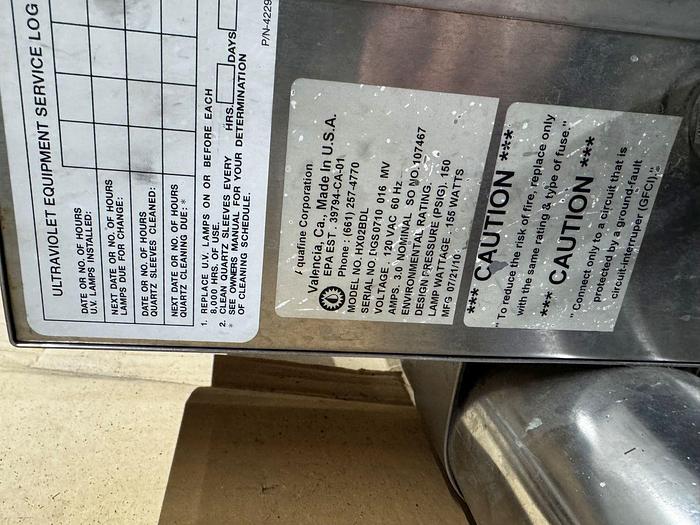 ULTRAVIOLET EQUIPMENT SERVICE LOG
DATE OR NO. OF HOURS
U.V. LAMPS INSTALLED:
NEXT DATE OR NO. OF HOURS
LAMPS DUE FOR CHANGE:
DATE OR NO. OF HOURS
QUARTZ SLEEVES CLEANED:
NEXT DATE OR NO. OF HOURS
QUARTZ CLEANING DUE: *
1. REPLACE U.V. LAMPS ON OR BEFORE EACH
8,000 HRS. OF USE.
2. CLEAN QUARTZ SLEEVES EVERY HRS. DAYS
* SEE OWNERS MANUAL FOR YOUR DETERMINATION
OF CLEANING SCHEDULE.
P/N-4229
Aquafine Corporation
Valencia, Ca., Made In U.S.A.
EPA EST. 39794-CA-01
Phone : (661) 257-4770
MODEL NO. HX02BDL
SERIAL NO. DGS0710 016 MV
VOLTAGE. 120 VAC 60 Hz
AMPS. 3.0 NOMINAL SO NO. 107467
ENVIRONMENTAL RATING.
DESIGN PRESSURE (PSIG). 150
LAMP WATTAGE - 155 WATTS
MFG 07/21/10
*** CAUTION ***
" To reduce the risk of fire, replace only
with the same rating & type of fuse."
*** CAUTION ***
" Connect only to a circuit that is
protected by a ground-fault
circuit-interruper (GFCI)."